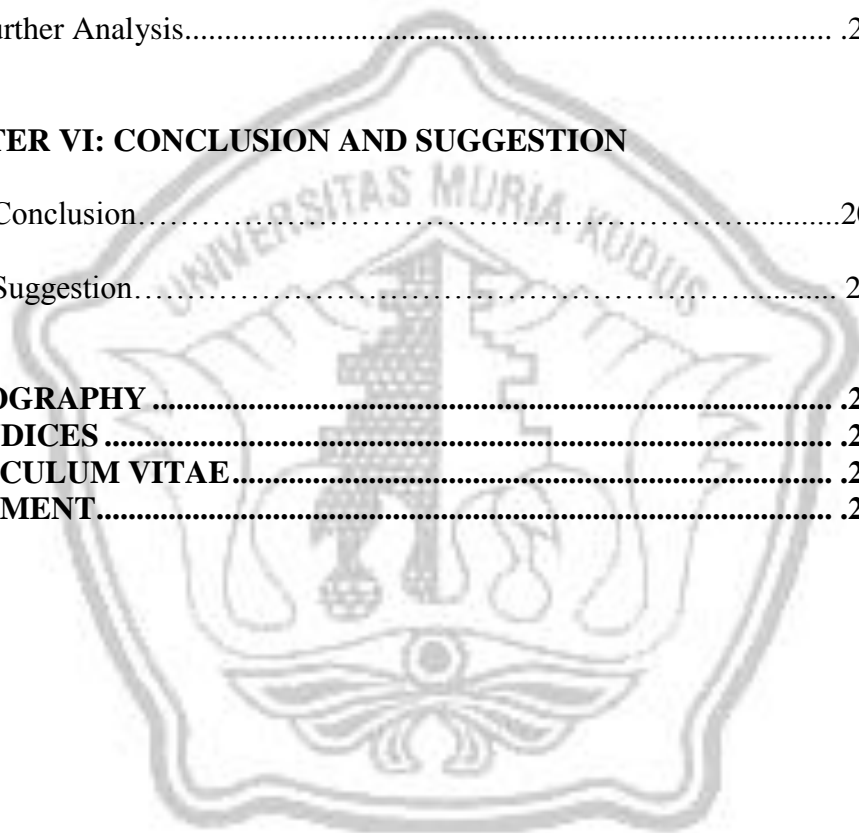 urther Analysis................................................................................. .2
TER VI: CONCLUSION AND SUGGESTION
UNIVERSITAS MURIA KUDUS
Conclusion…………………………………………………............20
Suggestion…………………………………………………............ 2
OGRAPHY ..................................................................................... .2
DICES ........................................................................................... .2
CULUM VITAE........................................................................... .2
MENT............................................................................................ .2